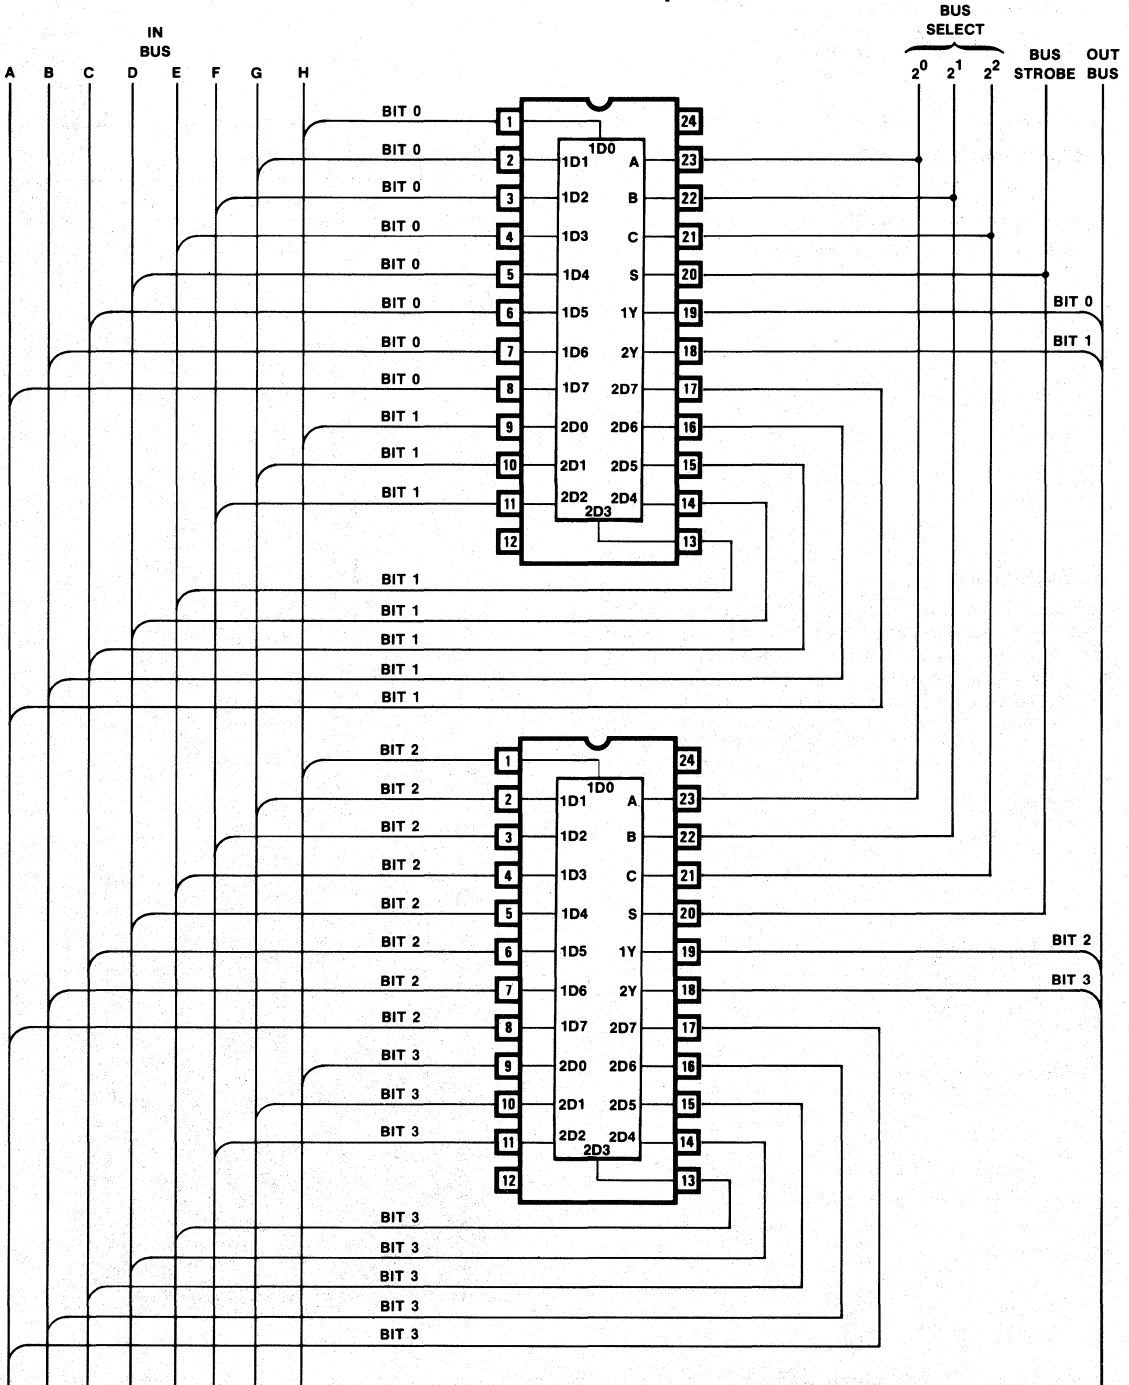 BUS
SELECT
IN
BUS
BUS
STROBE
OUT
BUS
A B C D E F G H
2⁰ 2¹ 2²
BIT 0 1 1D0 24
BIT 0 2 1D1 A 23
BIT 0 3 1D2 B 22
BIT 0 4 1D3 C 21
BIT 0 5 1D4 S 20
BIT 0 6 1D5 1Y 19 BIT 0
BIT 0 7 1D6 2Y 18 BIT 1
BIT 0 8 1D7 2D7 17
BIT 1 9 2D0 2D6 16
BIT 1 10 2D1 2D5 15
BIT 1 11 2D2 2D4 14
2D3
12 13
BIT 1
BIT 1
BIT 1
BIT 1
BIT 1
BIT 2 1 1D0 24
BIT 2 2 1D1 A 23
BIT 2 3 1D2 B 22
BIT 2 4 1D3 C 21
BIT 2 5 1D4 S 20
BIT 2 6 1D5 1Y 19 BIT 2
BIT 2 7 1D6 2Y 18 BIT 3
BIT 2 8 1D7 2D7 17
BIT 3 9 2D0 2D6 16
BIT 3 10 2D1 2D5 15
BIT 3 11 2D2 2D4 14
2D3
12 13
BIT 3
BIT 3
BIT 3
BIT 3
BIT 3